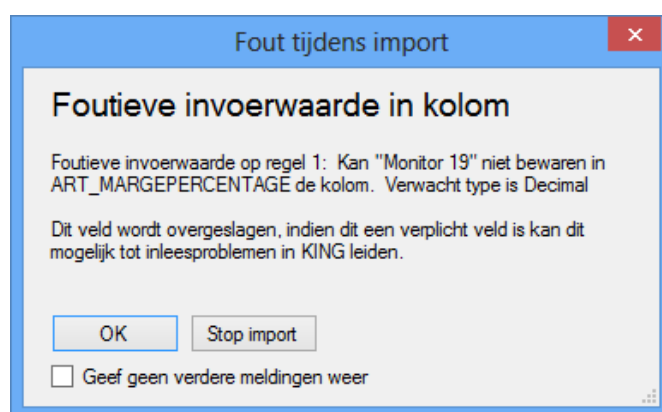 Fout tijdens import
Foutieve invoerwaarde in kolom
Foutieve invoerwaarde op regel 1:  Kan "Monitor 19" niet bewaren in
ART_MARGEPERCENTAGE de kolom.  Verwacht type is Decimal
Dit veld wordt overgeslagen, indien dit een verplicht veld is kan dit
mogelijk tot inleesproblemen in KING leiden.
OK
Stop import
Geef geen verdere meldingen weer